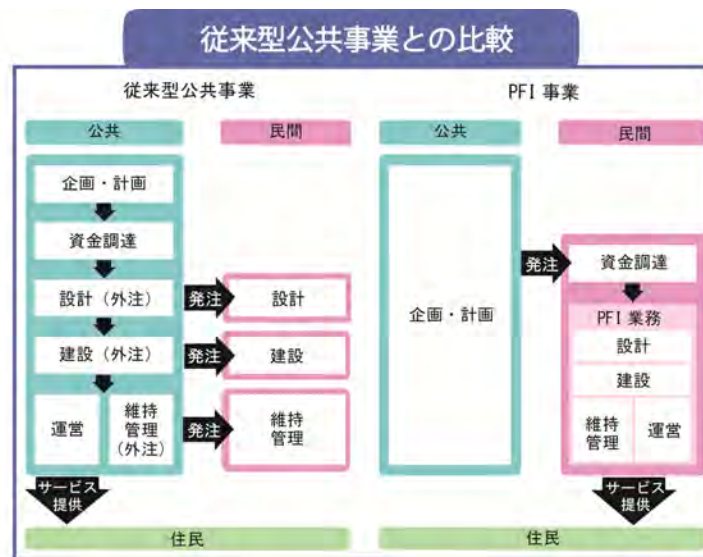 従来型公共事業との比較
従来型公共事業
公共
民間
企画・計画
資金調達
設計（外注）
発注
設計
建設（外注）
発注
建設
運営
維持
管理
（外注）
発注
維持
管理
サービス
提供
住民
PFI 事業
公共
民間
企画・計画
発注
資金調達
PFI 業務
設計
建設
維持
管理
運営
サービス
提供
住民